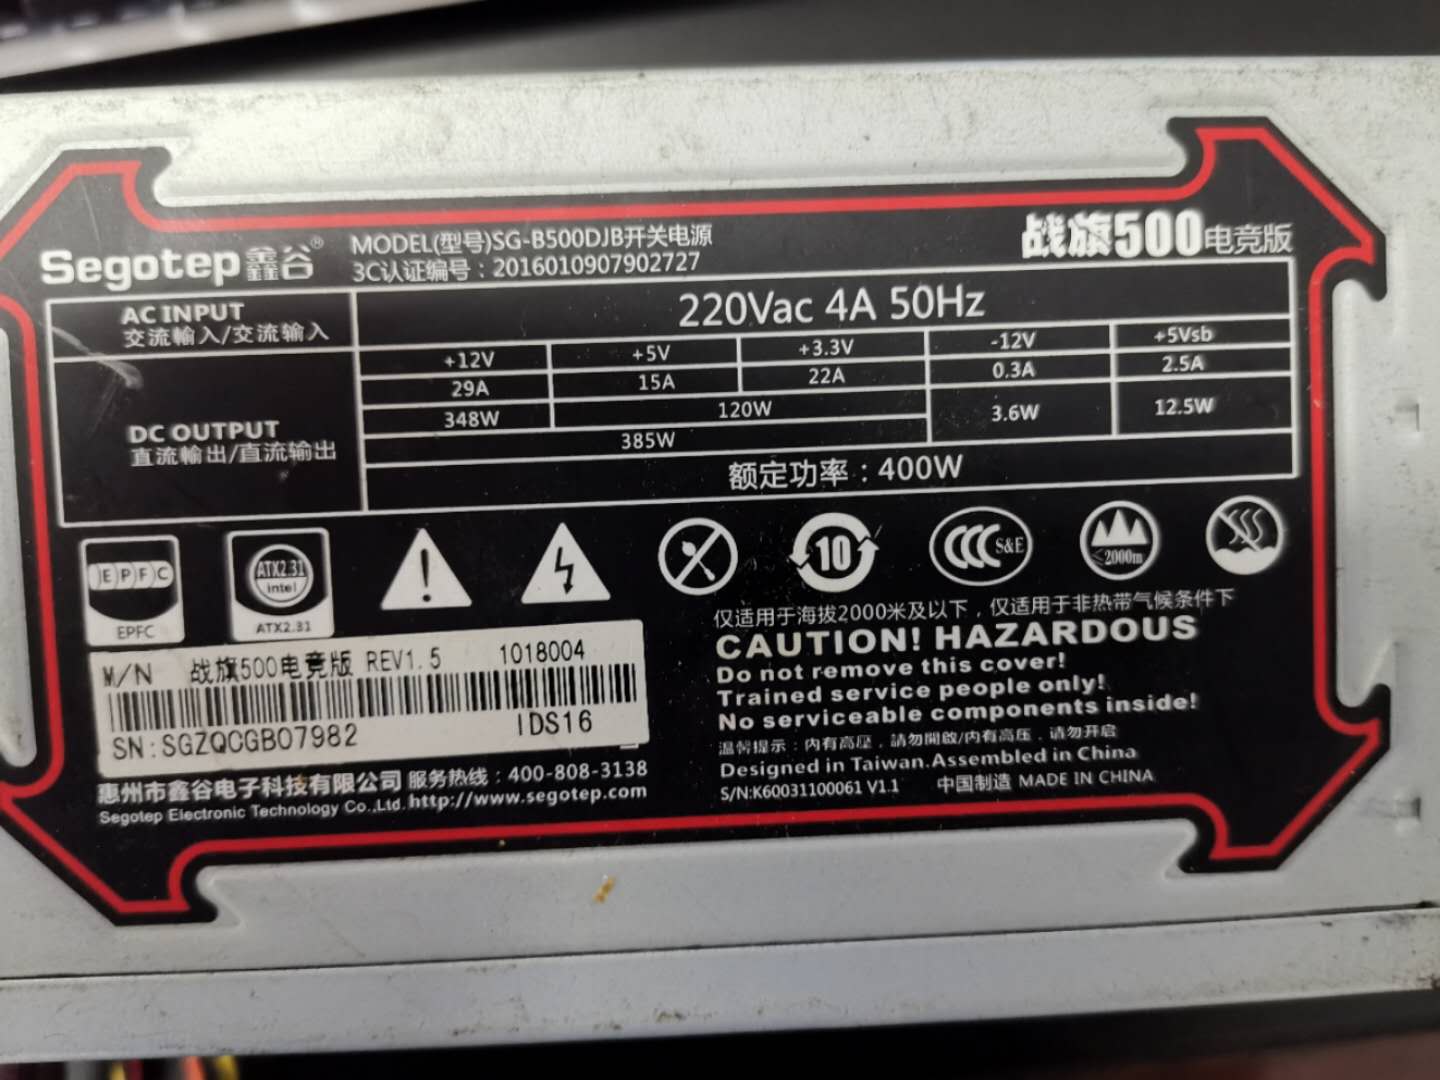 Segotep鑫谷®
MODEL(型号)SG-B500DJB开关电源
3C认证编号：2016010907902727
战旗500电竞版
AC INPUT
交流輸入/交流输入
220Vac 4A 50Hz
DC OUTPUT
直流輸出/直流输出
+12V +5V +3.3V -12V +5Vsb
29A 15A 22A 0.3A 2.5A
348W 120W 3.6W 12.5W
385W
额定功率：400W
EPFC
EPFC
ATX2.31
intel
ATX2.31
10
CCC S&E
≤2000m
仅适用于海拔2000米及以下，仅适用于非热带气候条件下
CAUTION! HAZARDOUS
Do not remove this cover!
Trained service people only!
No serviceable components inside!
温馨提示：内有高壓，請勿開啟/内有高压，请勿开启
Designed in Taiwan.Assembled in China
S/N:K60031100061 V1.1 中国制造 MADE IN CHINA
M/N 战旗500电竞版 REV1.5 1018004
SN:SGZQCGB07982 IDS16
惠州市鑫谷电子科技有限公司 服务热线：400-808-3138
Segotep Electronic Technology Co.,Ltd. http://www.segotep.com